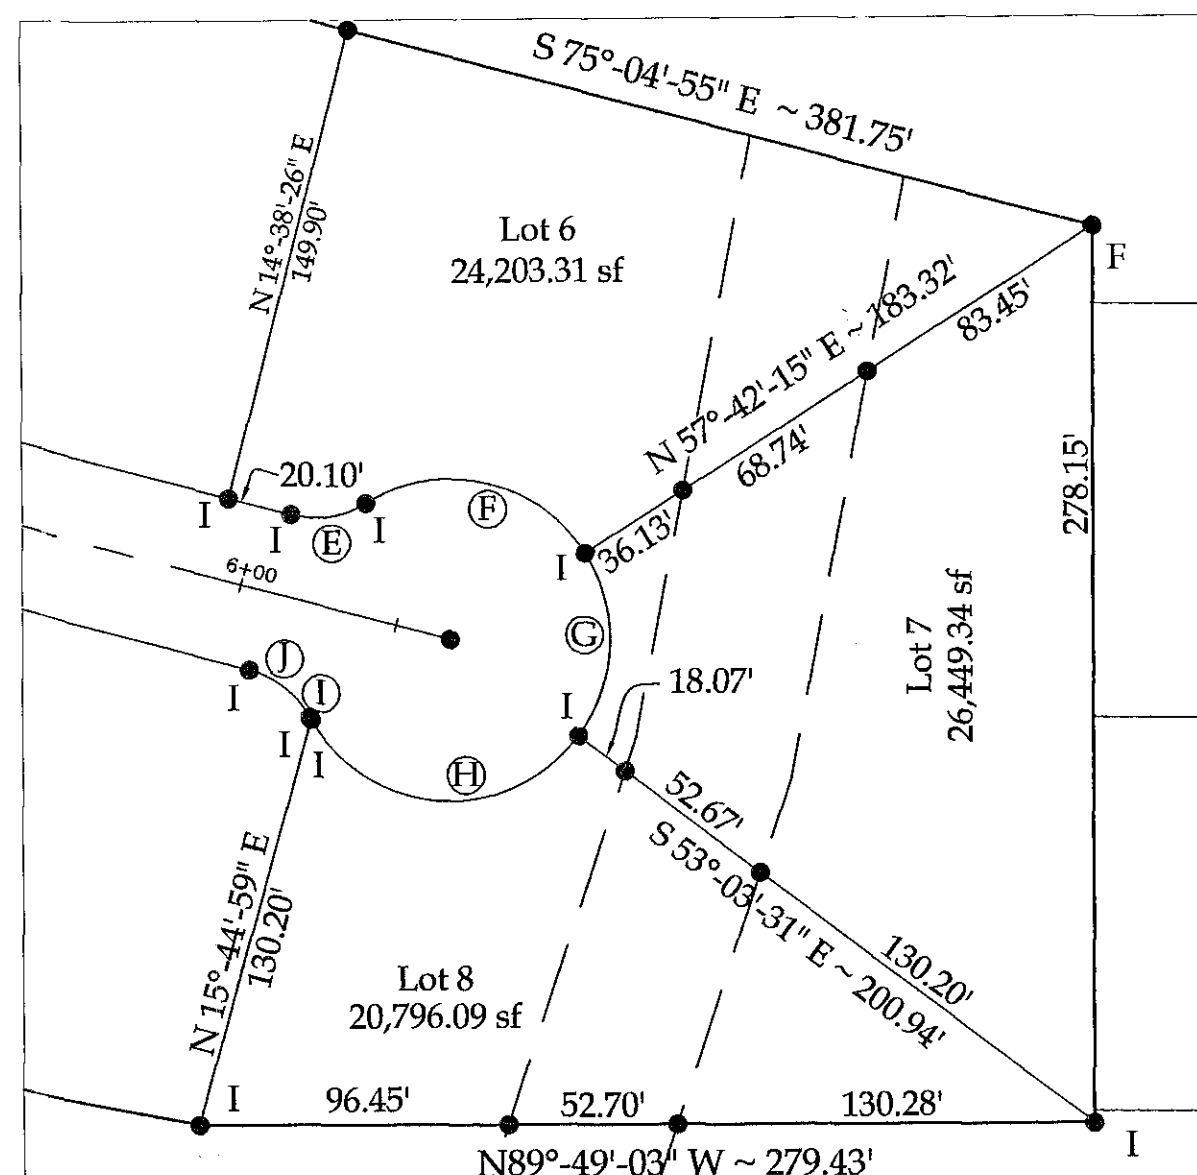 S 75°-04'-55" E ~ 381.75'
N 14°-38'-26" E
149.90'
Lot 6
24,203.31 sf
F
N 57°-42'-15" E ~ 183.32'
83.45'
68.74'
36.13'
278.15'
20.10'
I
I
E
I
F
I
6+00
G
J
I
I
I
I
H
I
18.07'
Lot 7
26,449.34 sf
52.67'
S 53°-03'-31" E ~ 200.94'
130.20'
N 15°-44'-59" E
130.20'
Lot 8
20,796.09 sf
I
96.45'
52.70'
130.28'
N89°-49'-03" W ~ 279.43'
I